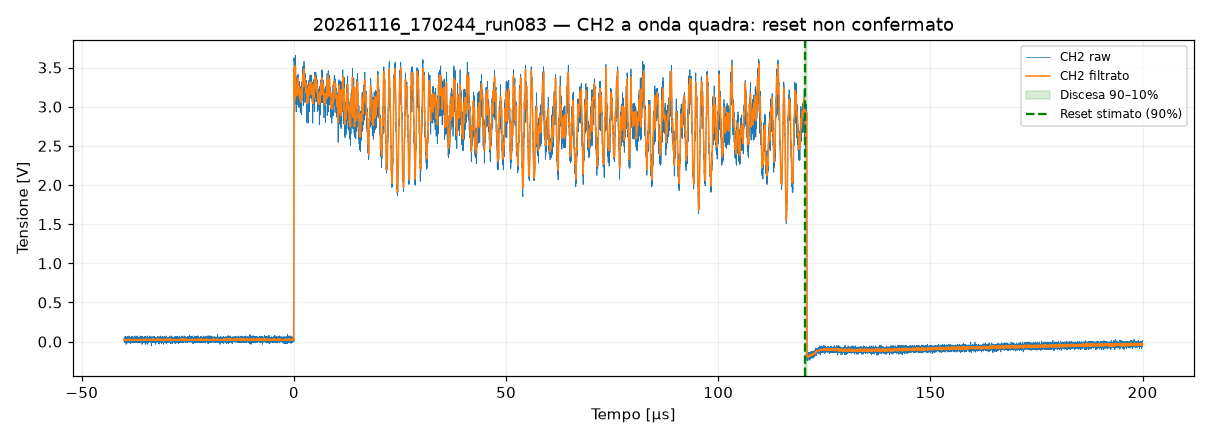 20261116_170244_run083 — CH2 a onda quadra: reset non confermato
CH2 raw
CH2 filtrato
Discesa 90–10%
Reset stimato (90%)
Tensione [V]
3.5
3.0
2.5
2.0
1.5
1.0
0.5
0.0
−50
0
50
100
150
200
Tempo [µs]